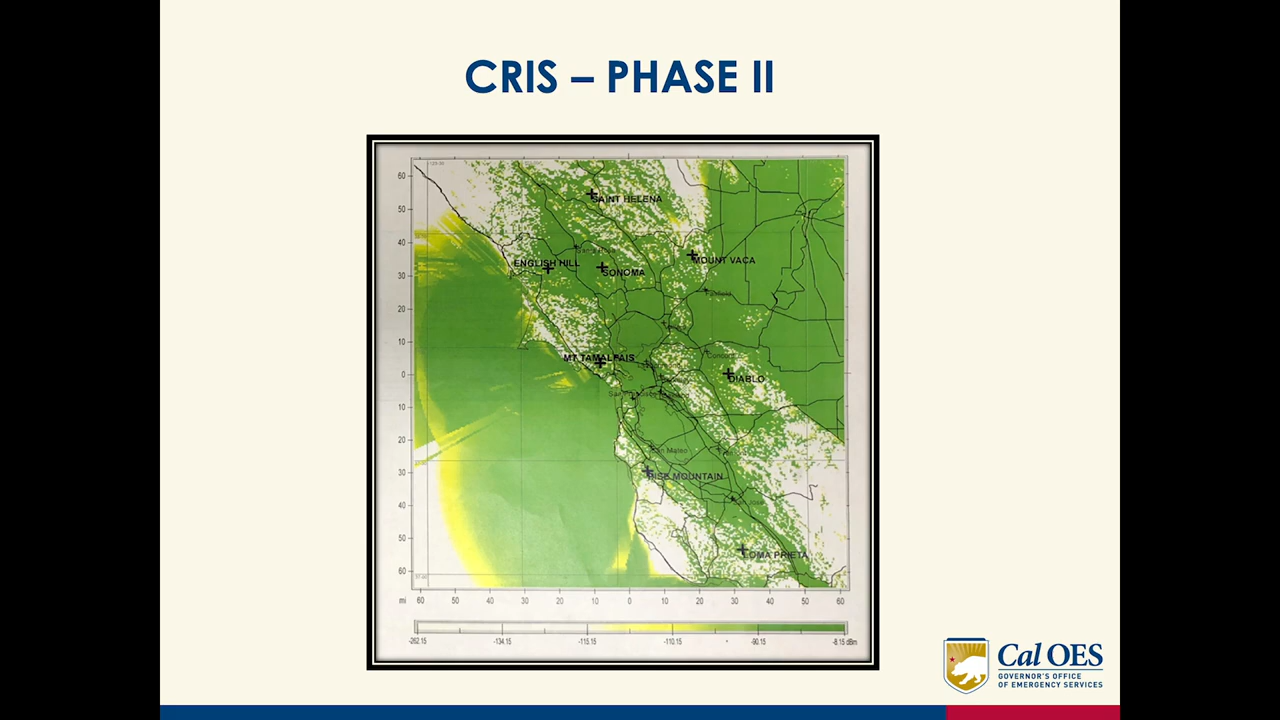 CRIS – PHASE II
60
50
40
30
20
10
0
10
20
30
40
50
60
SAINT HELENA
ENGLISH HILL
SONOMA
MOUNT VACA
Fairfield
MT TAMALPAIS
Concord
DIABLO
San Mateo
RISE MOUNTAIN
LOMA PRIETA
mi 60 50 40 30 20 10 0 10 20 30 40 50 60
-262.15 -134.15 -115.15 -110.15 -90.15 -8.15 dBm
Cal OES
GOVERNOR'S OFFICE
OF EMERGENCY SERVICES